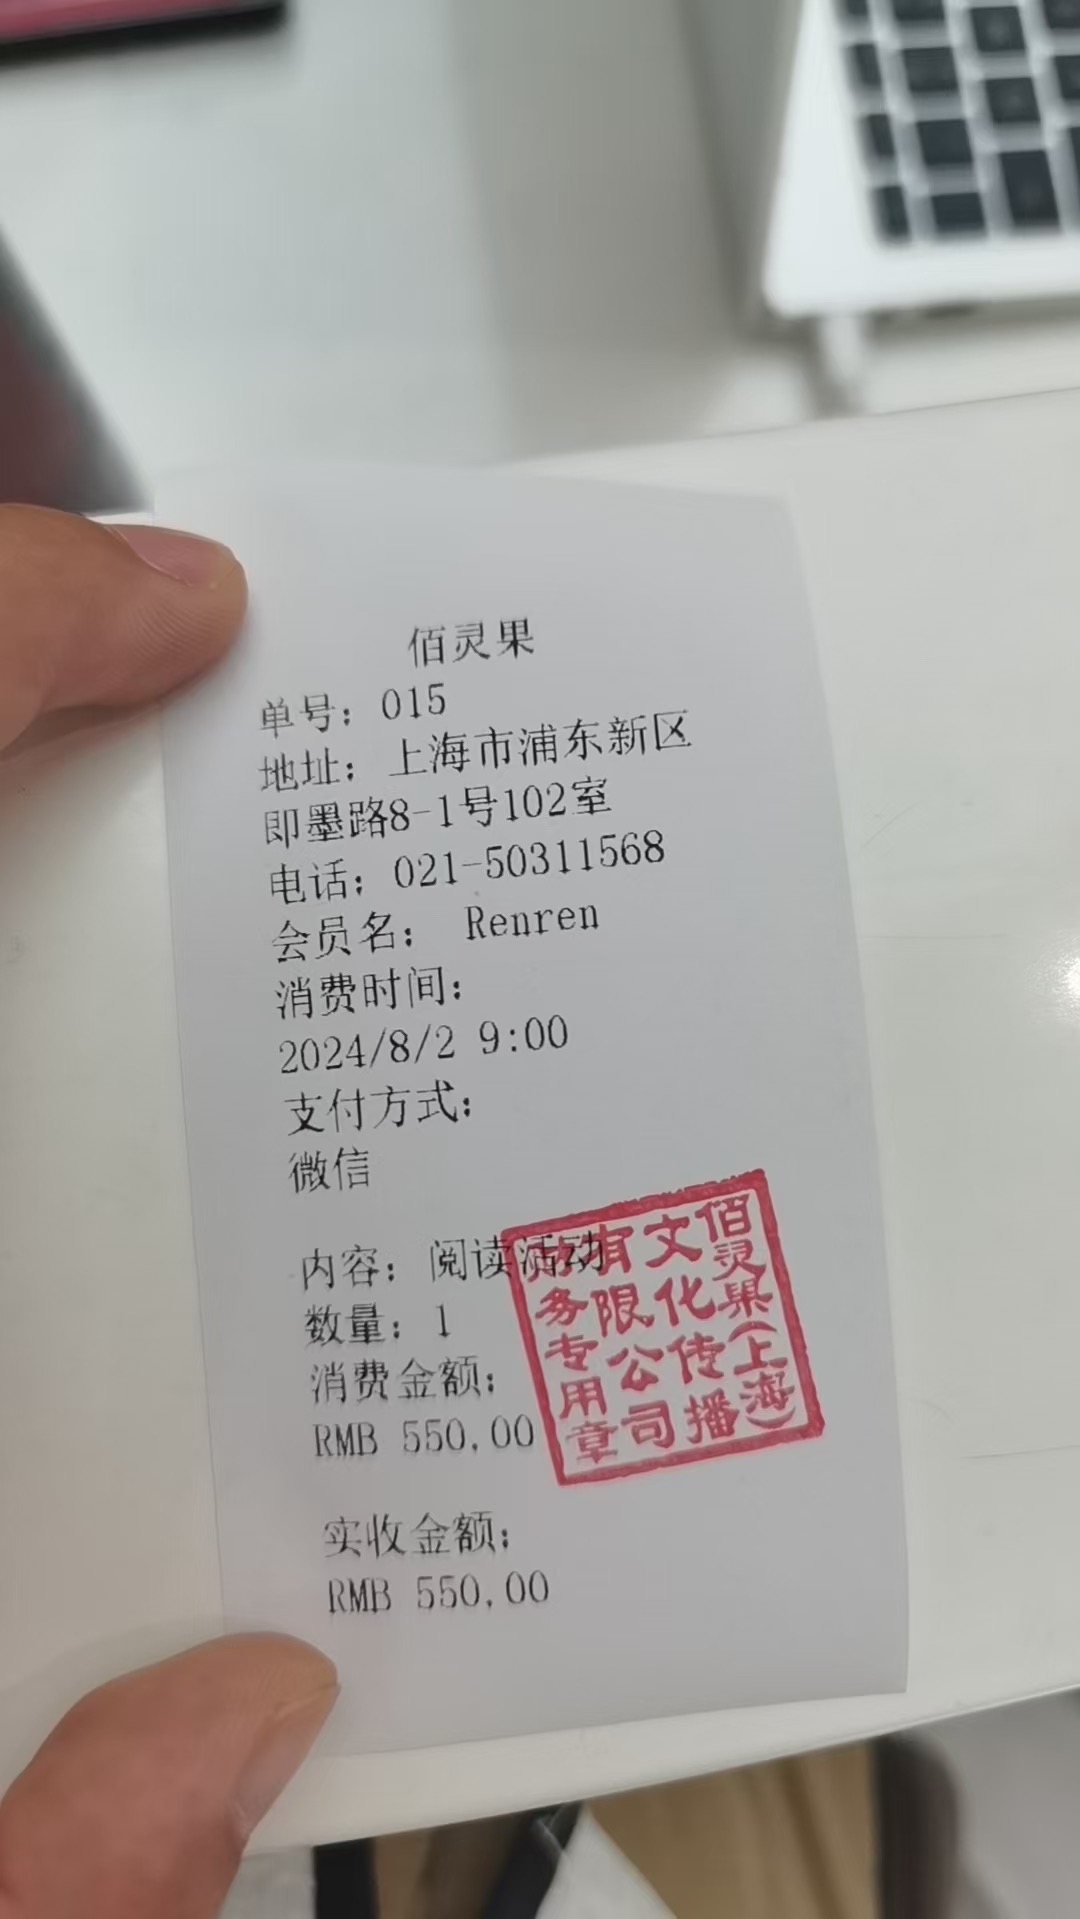 佰灵果
单号：015
地址：上海市浦东新区
即墨路8-1号102室
电话：021-50311568
会员名： Renren
消费时间：
2024/8/2 9:00
支付方式：
微信
内容：阅读活动
数量：1
消费金额：
RMB 550.00
实收金额：
RMB 550.00
佰灵果（上海）
文化传播
有限公司
财务专用章